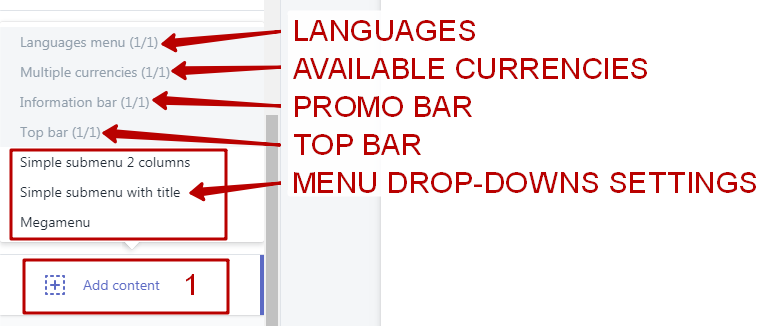 Languages menu (1/1)
LANGUAGES
Multiple currencies (1/1)
AVAILABLE CURRENCIES
Information bar (1/1)
PROMO BAR
Top bar (1/1)
TOP BAR
Simple submenu 2 columns
Simple submenu with title
MENU DROP-DOWNS SETTINGS
Megamenu
Add content
1